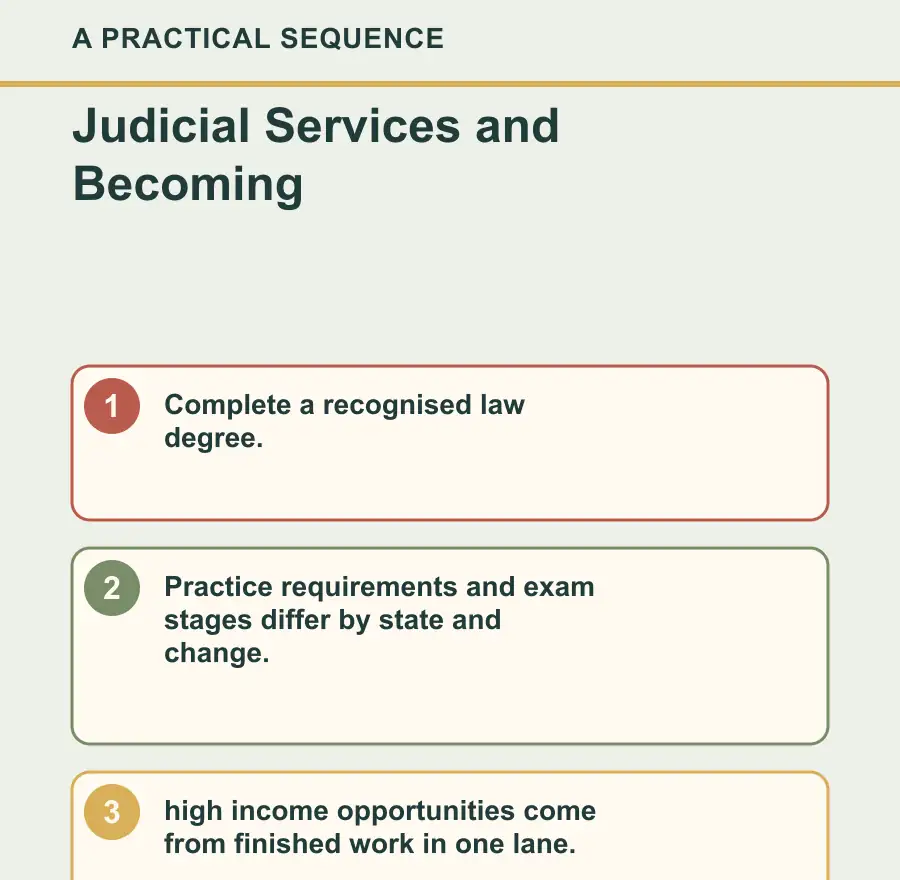 A PRACTICAL SEQUENCE
Judicial Services and
Becoming
1
Complete a recognised law
degree.
2
Practice requirements and exam
stages differ by state and
change.
3
high income opportunities come
from finished work in one lane.